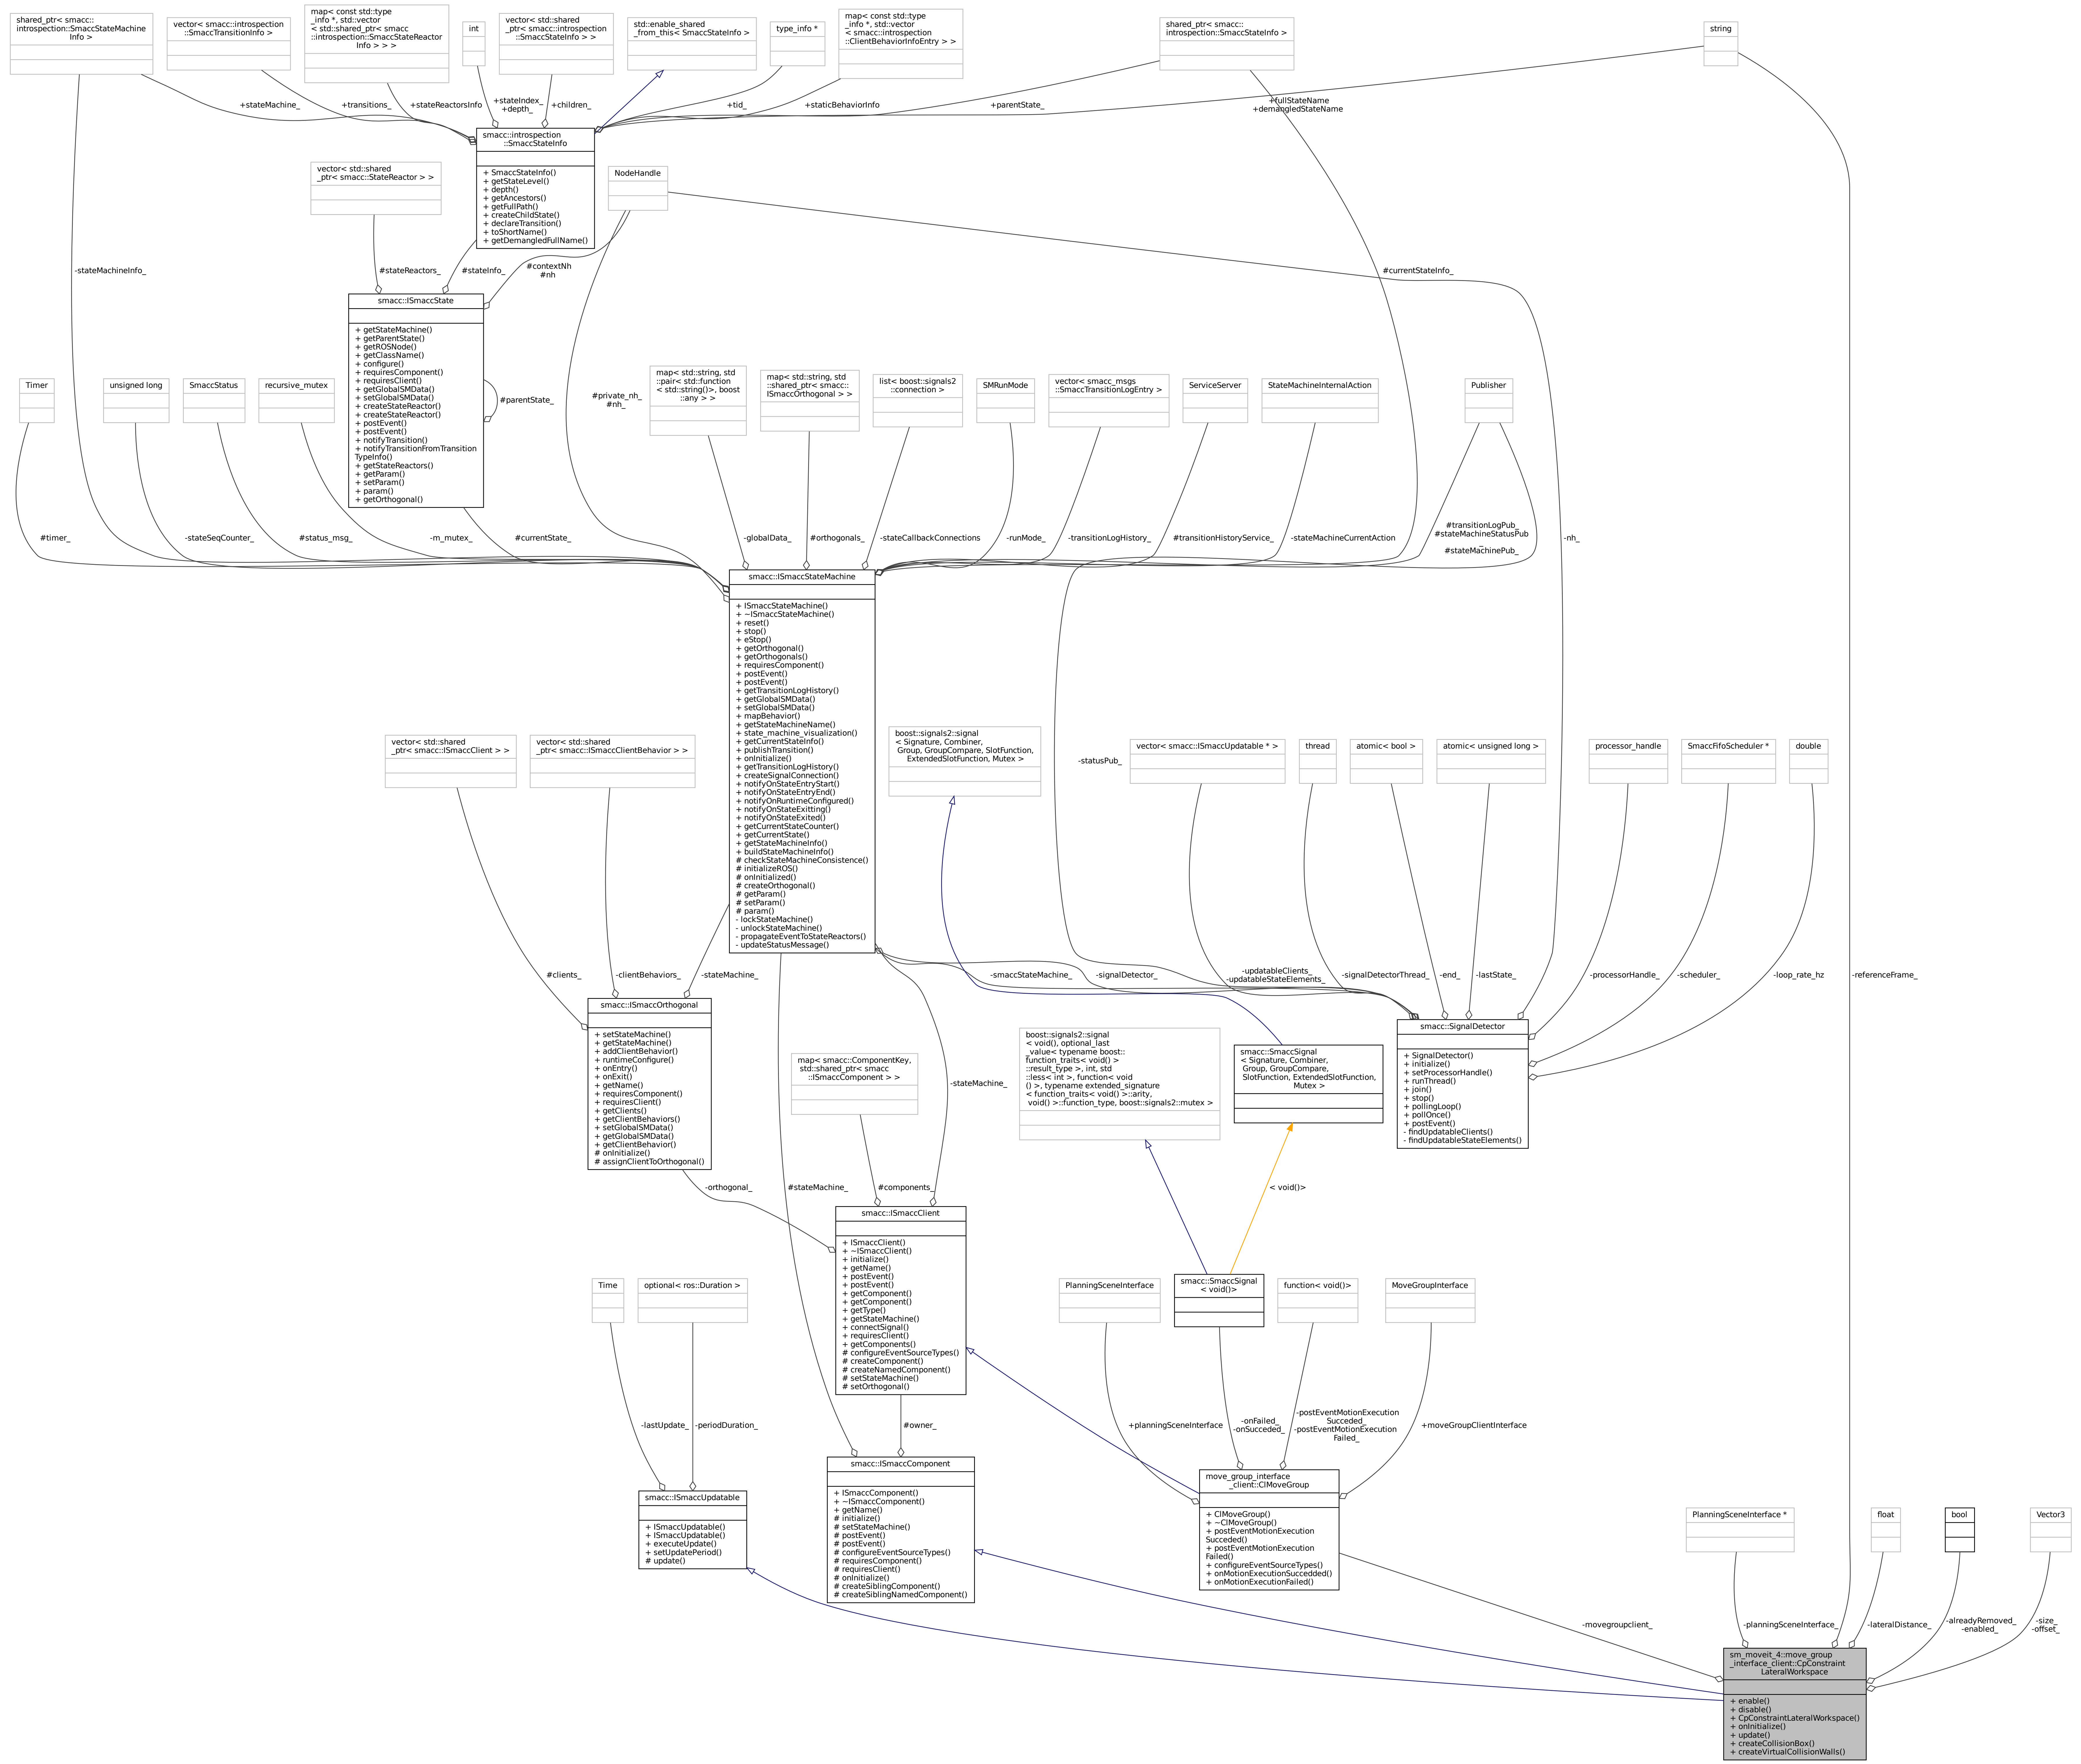 shared_ptr< smacc::
introspection::SmaccStateMachine
Info >
vector< smacc::introspection
::SmaccTransitionInfo >
map< const std::type
_info *, std::vector
< std::shared_ptr< smacc
::introspection::SmaccStateReactor
Info > > >
int
vector< std::shared
_ptr< smacc::introspection
::SmaccStateInfo > >
std::enable_shared
_from_this< SmaccStateInfo >
type_info *
map< const std::type
_info *, std::vector
< smacc::introspection
::ClientBehaviorInfoEntry > >
shared_ptr< smacc::
introspection::SmaccStateInfo >
string
+stateMachine_
+transitions_
+stateReactorsInfo
+stateIndex_
+depth_
+children_
+tid_
+staticBehaviorInfo
+parentState_
+fullStateName
+demangledStateName
smacc::introspection
::SmaccStateInfo
+ SmaccStateInfo()
+ getStateLevel()
+ depth()
+ getAncestors()
+ getFullPath()
+ createChildState()
+ declareTransition()
+ toShortName()
+ getDemangledFullName()
vector< std::shared
_ptr< smacc::StateReactor > >
NodeHandle
-stateMachineInfo_
#stateReactors_
#stateInfo_
#contextNh
#nh
#currentStateInfo_
smacc::ISmaccState
+ getStateMachine()
+ getParentState()
+ getROSNode()
+ getClassName()
+ configure()
+ requiresComponent()
+ requiresClient()
+ getGlobalSMData()
+ setGlobalSMData()
+ createStateReactor()
+ createStateReactor()
+ postEvent()
+ postEvent()
+ notifyTransition()
+ notifyTransitionFromTransition
TypeInfo()
+ getStateReactors()
+ getParam()
+ setParam()
+ param()
+ getOrthogonal()
#parentState_
#private_nh_
#nh_
Timer
unsigned long
SmaccStatus
recursive_mutex
map< std::string, std
::pair< std::function
< std::string()>, boost
::any > >
map< std::string, std
::shared_ptr< smacc::
ISmaccOrthogonal > >
list< boost::signals2
::connection >
SMRunMode
vector< smacc_msgs
::SmaccTransitionLogEntry >
ServiceServer
StateMachineInternalAction
Publisher
#timer_
-stateSeqCounter_
#status_msg_
-m_mutex_
#currentState_
-globalData_
#orthogonals_
-stateCallbackConnections
-runMode_
-transitionLogHistory_
#transitionHistoryService_
-stateMachineCurrentAction
#transitionLogPub_
#stateMachineStatusPub
_
#stateMachinePub_
-nh_
smacc::ISmaccStateMachine
+ ISmaccStateMachine()
+ ~ISmaccStateMachine()
+ reset()
+ stop()
+ eStop()
+ getOrthogonal()
+ getOrthogonals()
+ requiresComponent()
+ postEvent()
+ postEvent()
+ getTransitionLogHistory()
+ getGlobalSMData()
+ setGlobalSMData()
+ mapBehavior()
+ getStateMachineName()
+ state_machine_visualization()
+ getCurrentStateInfo()
+ publishTransition()
+ onInitialize()
+ getTransitionLogHistory()
+ createSignalConnection()
+ notifyOnStateEntryStart()
+ notifyOnStateEntryEnd()
+ notifyOnRuntimeConfigured()
+ notifyOnStateExitting()
+ notifyOnStateExited()
+ getCurrentStateCounter()
+ getCurrentState()
+ getStateMachineInfo()
+ buildStateMachineInfo()
# checkStateMachineConsistence()
# initializeROS()
# onInitialized()
# createOrthogonal()
# getParam()
# setParam()
# param()
- lockStateMachine()
- unlockStateMachine()
- propagateEventToStateReactors()
- updateStatusMessage()
vector< std::shared
_ptr< smacc::ISmaccClient > >
vector< std::shared
_ptr< smacc::ISmaccClientBehavior > >
boost::signals2::signal
< Signature, Combiner,
Group, GroupCompare, SlotFunction,
ExtendedSlotFunction, Mutex >
-statusPub_
vector< smacc::ISmaccUpdatable * >
thread
atomic< bool >
atomic< unsigned long >
processor_handle
SmaccFifoScheduler *
double
#clients_
-clientBehaviors_
-stateMachine_
-smaccStateMachine_
-signalDetector_
-updatableClients_
-updatableStateElements_
-signalDetectorThread_
-end_
-lastState_
-processorHandle_
-scheduler_
-loop_rate_hz
-referenceFrame_
smacc::ISmaccOrthogonal
+ setStateMachine()
+ getStateMachine()
+ addClientBehavior()
+ runtimeConfigure()
+ onEntry()
+ onExit()
+ getName()
+ requiresComponent()
+ requiresClient()
+ getClients()
+ getClientBehaviors()
+ setGlobalSMData()
+ getGlobalSMData()
+ getClientBehavior()
# onInitialize()
# assignClientToOrthogonal()
map< smacc::ComponentKey,
std::shared_ptr< smacc
::ISmaccComponent > >
-stateMachine_
boost::signals2::signal
< void(), optional_last
_value< typename boost::
function_traits< void() >
::result_type >, int, std
::less< int >, function< void
() >, typename extended_signature
< function_traits< void() >::arity,
void() >::function_type, boost::signals2::mutex >
smacc::SmaccSignal
< Signature, Combiner,
Group, GroupCompare,
SlotFunction, ExtendedSlotFunction,
Mutex >
smacc::SignalDetector
+ SignalDetector()
+ initialize()
+ setProcessorHandle()
+ runThread()
+ join()
+ stop()
+ pollingLoop()
+ pollOnce()
+ postEvent()
- findUpdatableClients()
- findUpdatableStateElements()
-orthogonal_
#stateMachine_
#components_
< void()>
smacc::ISmaccClient
+ ISmaccClient()
+ ~ISmaccClient()
+ initialize()
+ getName()
+ postEvent()
+ postEvent()
+ getComponent()
+ getComponent()
+ getType()
+ getStateMachine()
+ connectSignal()
+ requiresClient()
+ getComponents()
# configureEventSourceTypes()
# createComponent()
# createNamedComponent()
# setStateMachine()
# setOrthogonal()
Time
optional< ros::Duration >
PlanningSceneInterface
smacc::SmaccSignal
< void()>
function< void()>
MoveGroupInterface
-lastUpdate_
-periodDuration_
#owner_
+planningSceneInterface
-onFailed_
-onSucceded_
-postEventMotionExecution
Succeded_
-postEventMotionExecution
Failed_
+moveGroupClientInterface
smacc::ISmaccUpdatable
+ ISmaccUpdatable()
+ ISmaccUpdatable()
+ executeUpdate()
+ setUpdatePeriod()
# update()
smacc::ISmaccComponent
+ ISmaccComponent()
+ ~ISmaccComponent()
+ getName()
# initialize()
# setStateMachine()
# postEvent()
# postEvent()
# configureEventSourceTypes()
# requiresComponent()
# requiresClient()
# onInitialize()
# createSiblingComponent()
# createSiblingNamedComponent()
move_group_interface
_client::ClMoveGroup
+ ClMoveGroup()
+ ~ClMoveGroup()
+ postEventMotionExecution
Succeded()
+ postEventMotionExecution
Failed()
+ configureEventSourceTypes()
+ onMotionExecutionSuccedded()
+ onMotionExecutionFailed()
PlanningSceneInterface *
float
bool
Vector3
-movegroupclient_
-planningSceneInterface_
-lateralDistance_
-alreadyRemoved_
-enabled_
-size_
-offset_
sm_moveit_4::move_group
_interface_client::CpConstraint
LateralWorkspace
+ enable()
+ disable()
+ CpConstraintLateralWorkspace()
+ onInitialize()
+ update()
+ createCollisionBox()
+ createVirtualCollisionWalls()